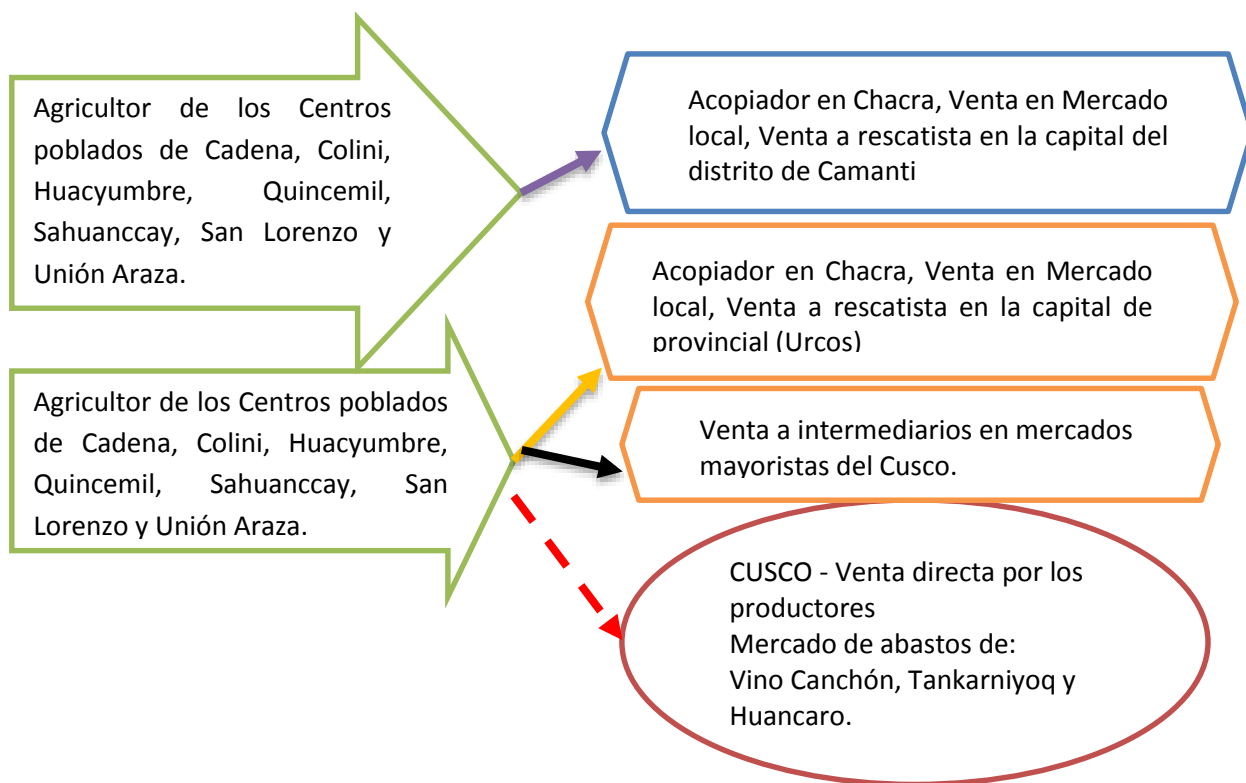 Agricultor de los Centros
poblados de Cadena, Colini,
Huacyumbre, Quincemil,
Sahuanccay, San Lorenzo y
Unión Araza.
Acopiador en Chacra, Venta en Mercado
local, Venta a rescatista en la capital del
distrito de Camanti
Acopiador en Chacra, Venta en Mercado
local, Venta a rescatista en la capital de
provincial (Urcos)
Agricultor de los Centros poblados
de Cadena, Colini, Huacyumbre,
Quincemil, Sahuanccay, San
Lorenzo y Unión Araza.
Venta a intermediarios en mercados
mayoristas del Cusco.
CUSCO - Venta directa por los
productores
Mercado de abastos de:
Vino Canchón, Tankarniyoq y
Huancaro.